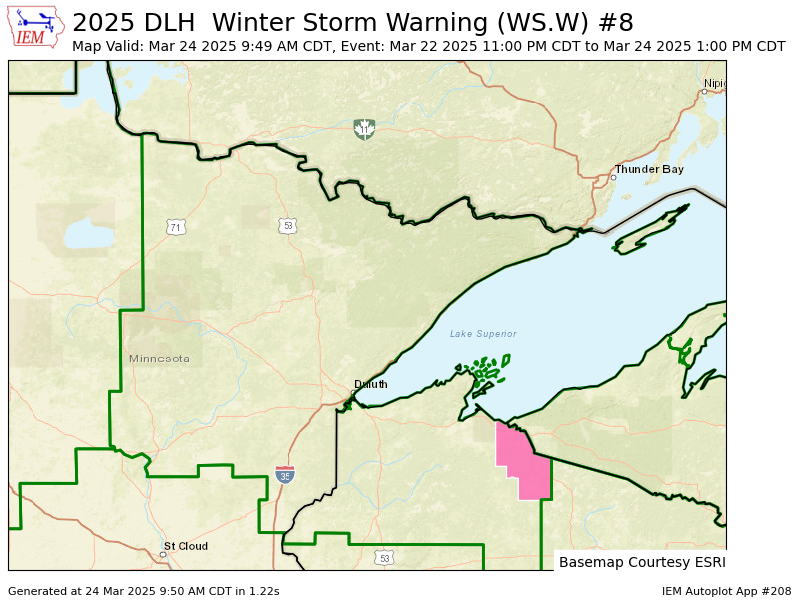 IEM
2025 DLH  Winter Storm Warning (WS.W) #8
Map Valid: Mar 24 2025 9:49 AM CDT, Event: Mar 22 2025 11:00 PM CDT to Mar 24 2025 1:00 PM CDT
Nipi
11
Thunder Bay
71
53
Lake Superior
Minnesota
Duluth
35
St Cloud
53
Basemap Courtesy ESRI
Generated at 24 Mar 2025 9:50 AM CDT in 1.22s
IEM Autoplot App #208